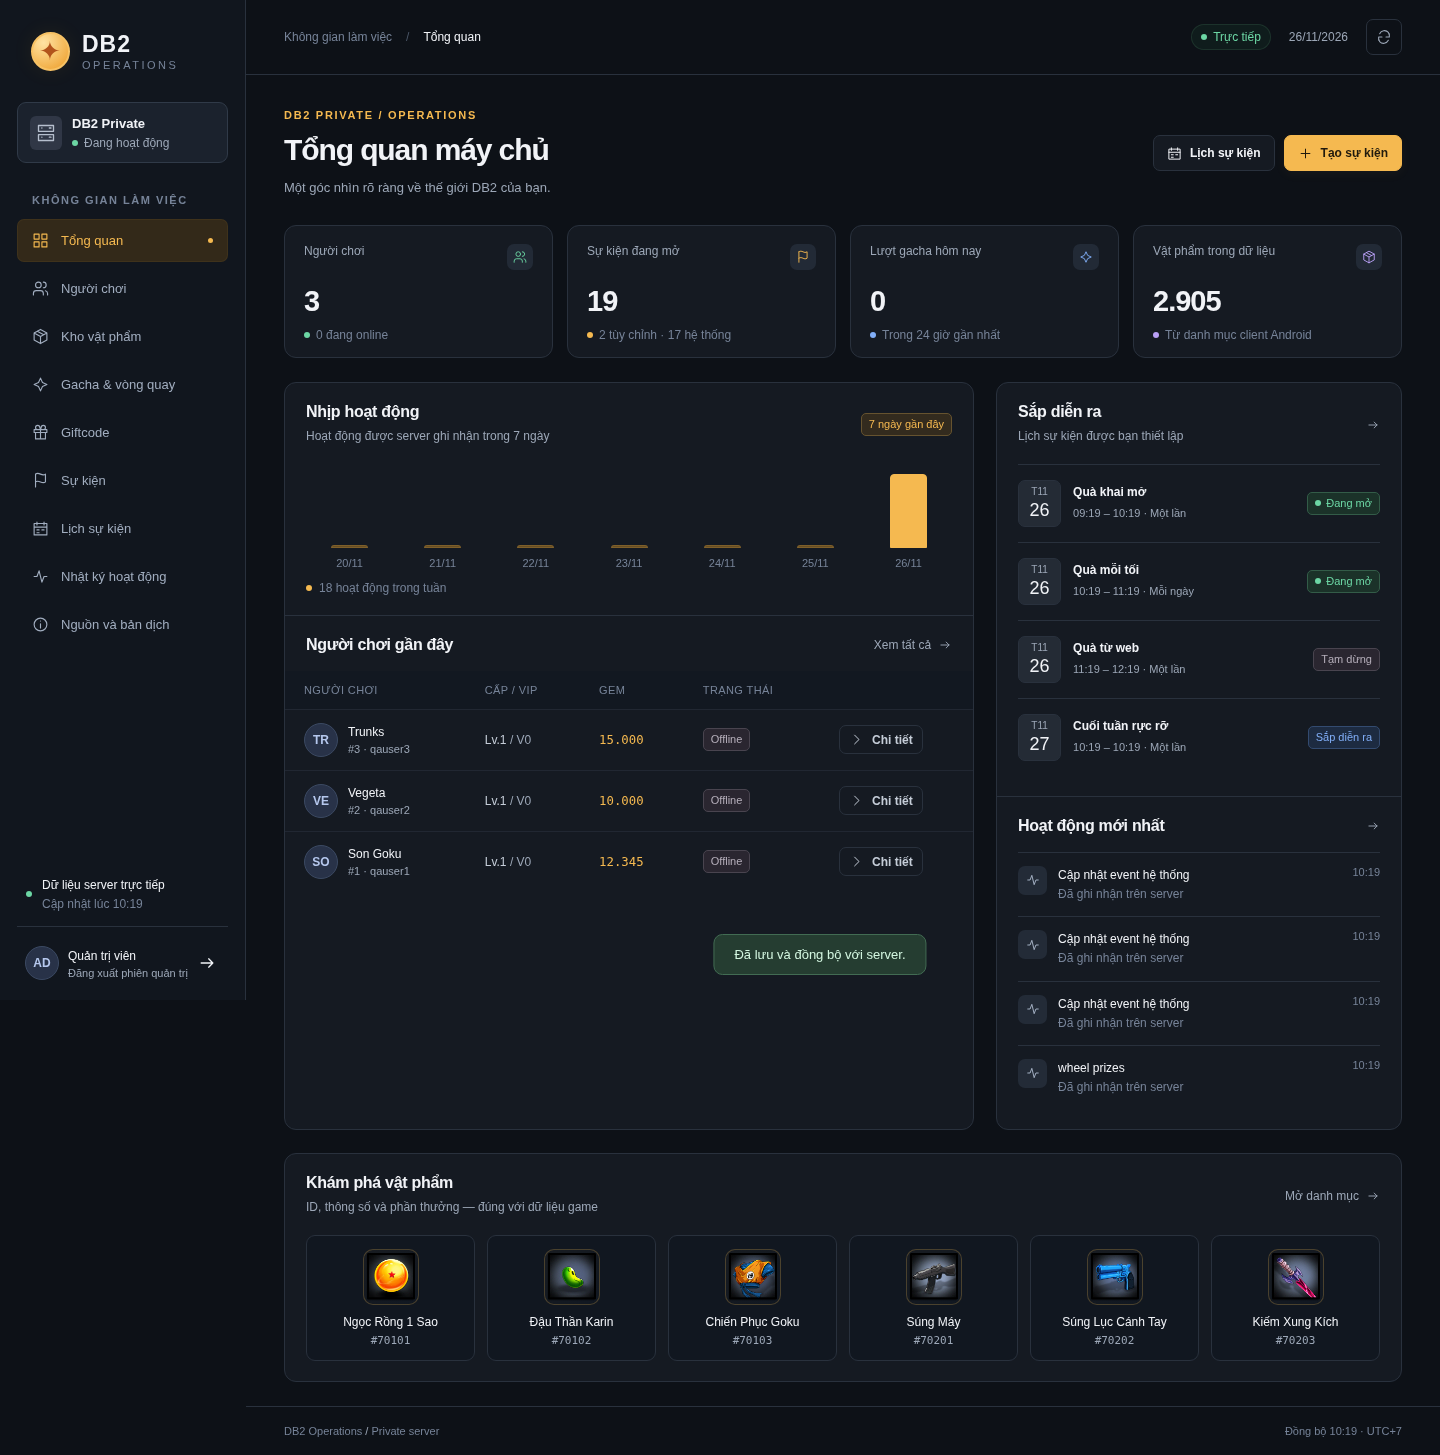 DB2
OPERATIONS
DB2 Private
Đang hoạt động
KHÔNG GIAN LÀM VIỆC
Tổng quan
Người chơi
Kho vật phẩm
Gacha & vòng quay
Giftcode
Sự kiện
Lịch sự kiện
Nhật ký hoạt động
Nguồn và bản dịch
Dữ liệu server trực tiếp
Cập nhật lúc 10:19
AD
Quản trị viên
Đăng xuất phiên quản trị
Không gian làm việc / Tổng quan
Trực tiếp
26/11/2026
DB2 PRIVATE / OPERATIONS
Tổng quan máy chủ
Một góc nhìn rõ ràng về thế giới DB2 của bạn.
Lịch sự kiện
Tạo sự kiện
Người chơi
3
0 đang online
Sự kiện đang mở
19
2 tùy chỉnh · 17 hệ thống
Lượt gacha hôm nay
0
Trong 24 giờ gần nhất
Vật phẩm trong dữ liệu
2.905
Từ danh mục client Android
Nhịp hoạt động
Hoạt động được server ghi nhận trong 7 ngày
7 ngày gần đây
20/11 21/11 22/11 23/11 24/11 25/11 26/11
18 hoạt động trong tuần
Người chơi gần đây
Xem tất cả
NGƯỜI CHƠI CẤP / VIP GEM TRẠNG THÁI
TR
Trunks
#3 · qauser3
Lv.1 / V0
15.000
Offline
Chi tiết
VE
Vegeta
#2 · qauser2
Lv.1 / V0
10.000
Offline
Chi tiết
SO
Son Goku
#1 · qauser1
Lv.1 / V0
12.345
Offline
Chi tiết
Đã lưu và đồng bộ với server.
Sắp diễn ra
Lịch sự kiện được bạn thiết lập
T11
26
Quà khai mở
09:19 – 10:19 · Một lần
Đang mở
T11
26
Quà mỗi tối
10:19 – 11:19 · Mỗi ngày
Đang mở
T11
26
Quà từ web
11:19 – 12:19 · Một lần
Tạm dừng
T11
27
Cuối tuần rực rỡ
10:19 – 10:19 · Một lần
Sắp diễn ra
Hoạt động mới nhất
Cập nhật event hệ thống
Đã ghi nhận trên server
10:19
Cập nhật event hệ thống
Đã ghi nhận trên server
10:19
Cập nhật event hệ thống
Đã ghi nhận trên server
10:19
wheel prizes
Đã ghi nhận trên server
10:19
Khám phá vật phẩm
ID, thông số và phần thưởng — đúng với dữ liệu game
Mở danh mục
Ngọc Rồng 1 Sao
#70101
Đậu Thần Karin
#70102
Chiến Phục Goku
#70103
Súng Máy
#70201
Súng Lục Cánh Tay
#70202
Kiếm Xung Kích
#70203
DB2 Operations / Private server
Đồng bộ 10:19 · UTC+7